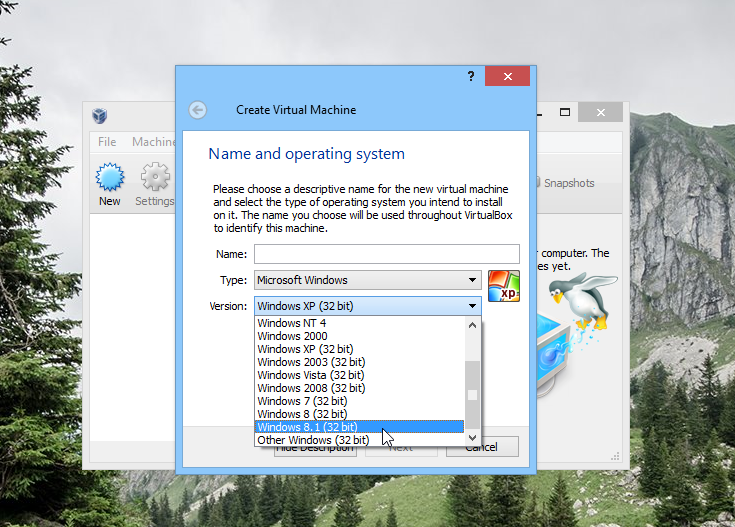 ?
Create Virtual Machine
File
Machine
New
Settings
Snapshots
Name and operating system
Please choose a descriptive name for the new virtual machine
and select the type of operating system you intend to install
on it. The name you choose will be used throughout VirtualBox
to identify this machine.
computer. The
yet.
Name:
Type: Microsoft Windows
xp
Version: Windows XP (32 bit)
Windows NT 4
Windows 2000
Windows XP (32 bit)
Windows 2003 (32 bit)
Windows Vista (32 bit)
Windows 2008 (32 bit)
Windows 7 (32 bit)
Windows 8 (32 bit)
Windows 8.1 (32 bit)
Other Windows (32 bit)
Hide Description
Next
Cancel